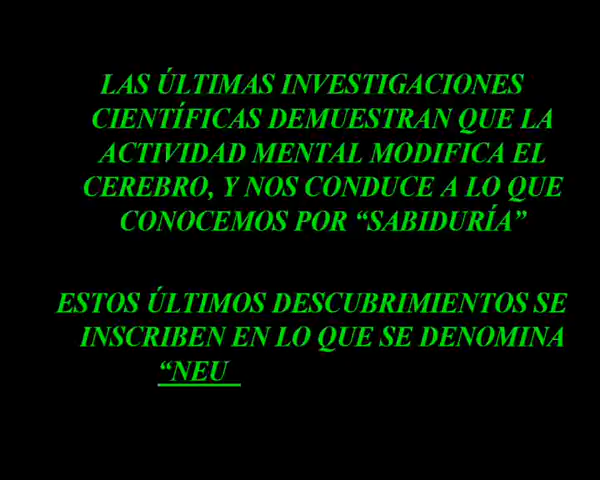 LAS ÚLTIMAS INVESTIGACIONES
CIENTÍFICAS DEMUESTRAN QUE LA
ACTIVIDAD MENTAL MODIFICA EL
CEREBRO, Y NOS CONDUCE A LO QUE
CONOCEMOS POR “SABIDURÍA”
ESTOS ÚLTIMOS DESCUBRIMIENTOS SE
INSCRIBEN EN LO QUE SE DENOMINA
“NEU